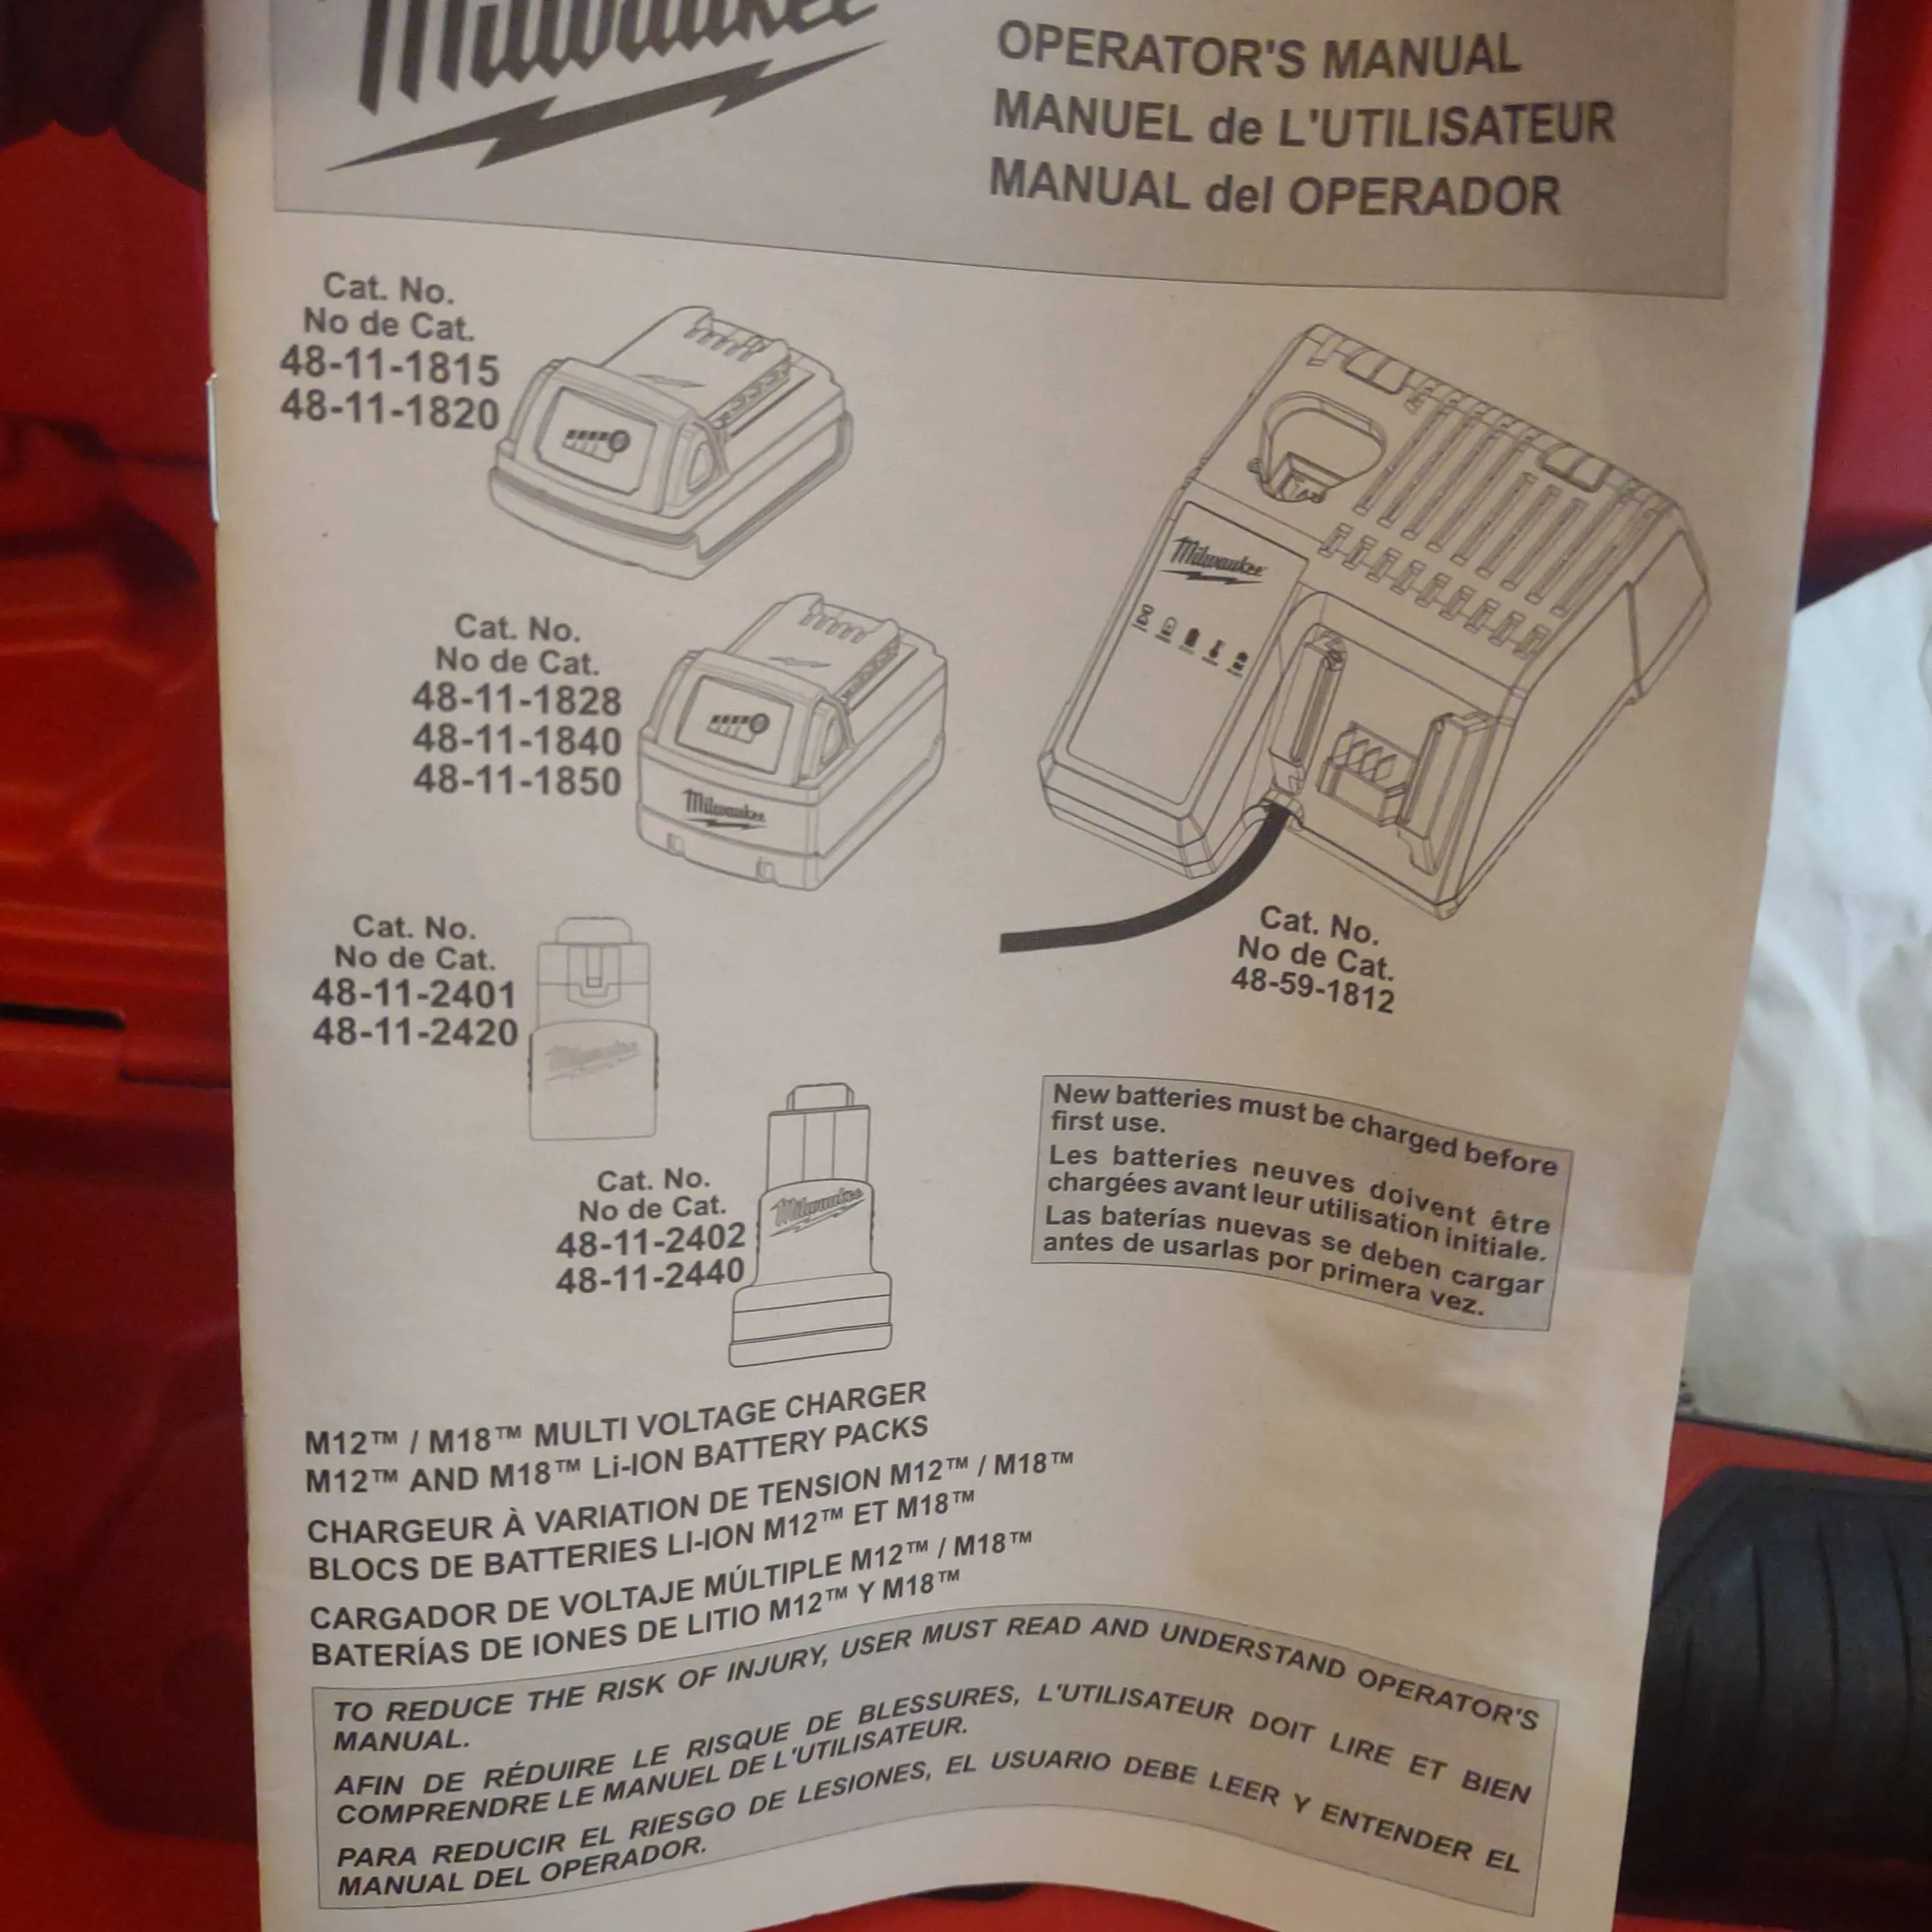 Milwaukee
OPERATOR'S MANUAL
MANUEL de L'UTILISATEUR
MANUAL del OPERADOR
Cat. No.
No de Cat.
48-11-1815
48-11-1820
Cat. No.
No de Cat.
48-11-1828
48-11-1840
48-11-1850
Milwaukee
Milwaukee
Cat. No.
No de Cat.
48-59-1812
Cat. No.
No de Cat.
48-11-2401
48-11-2420
Milwaukee
Cat. No.
No de Cat.
48-11-2402
48-11-2440
Milwaukee
New batteries must be charged before
first use.
Les batteries neuves doivent être
chargées avant leur utilisation initiale.
Las baterías nuevas se deben cargar
antes de usarlas por primera vez.
M12™ / M18™ MULTI VOLTAGE CHARGER
M12™ AND M18™ Li-ION BATTERY PACKS
CHARGEUR À VARIATION DE TENSION M12™ / M18™
BLOCS DE BATTERIES LI-ION M12™ ET M18™
CARGADOR DE VOLTAJE MÚLTIPLE M12™ / M18™
BATERÍAS DE IONES DE LITIO M12™ Y M18™
TO REDUCE THE RISK OF INJURY, USER MUST READ AND UNDERSTAND OPERATOR'S
MANUAL.
AFIN DE RÉDUIRE LE RISQUE DE BLESSURES, L'UTILISATEUR DOIT LIRE ET BIEN
COMPRENDRE LE MANUEL DE L'UTILISATEUR.
PARA REDUCIR EL RIESGO DE LESIONES, EL USUARIO DEBE LEER Y ENTENDER EL
MANUAL DEL OPERADOR.